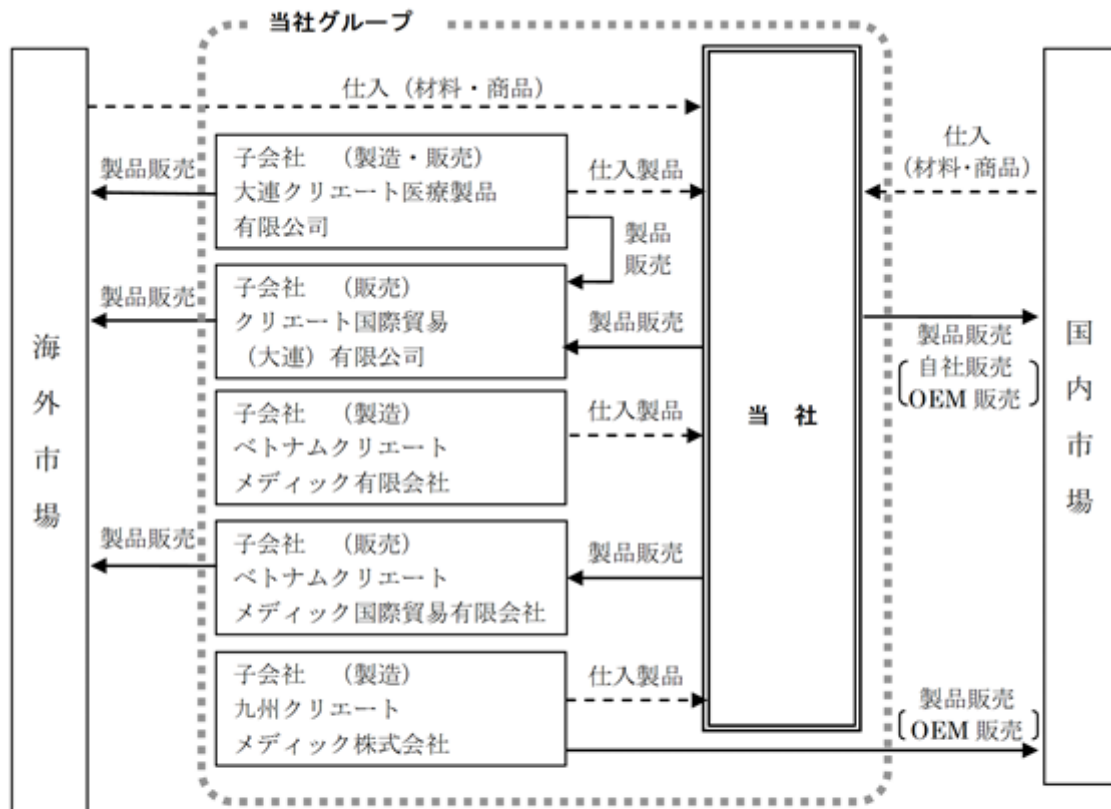 当社グループ
海外市場
仕入（材料・商品）
製品販売
子会社　（製造・販売）
大連クリエート医療製品
有限公司
仕入製品
製品
販売
製品販売
子会社　（販売）
クリエート国際貿易
（大連）有限公司
製品販売
子会社　（製造）
ベトナムクリエート
メディック有限会社
仕入製品
製品販売
子会社　（販売）
ベトナムクリエート
メディック国際貿易有限会社
製品販売
子会社　（製造）
九州クリエート
メディック株式会社
仕入製品
当　社
仕入
（材料・商品）
製品販売
自社販売
OEM 販売
製品販売
OEM 販売
国内市場